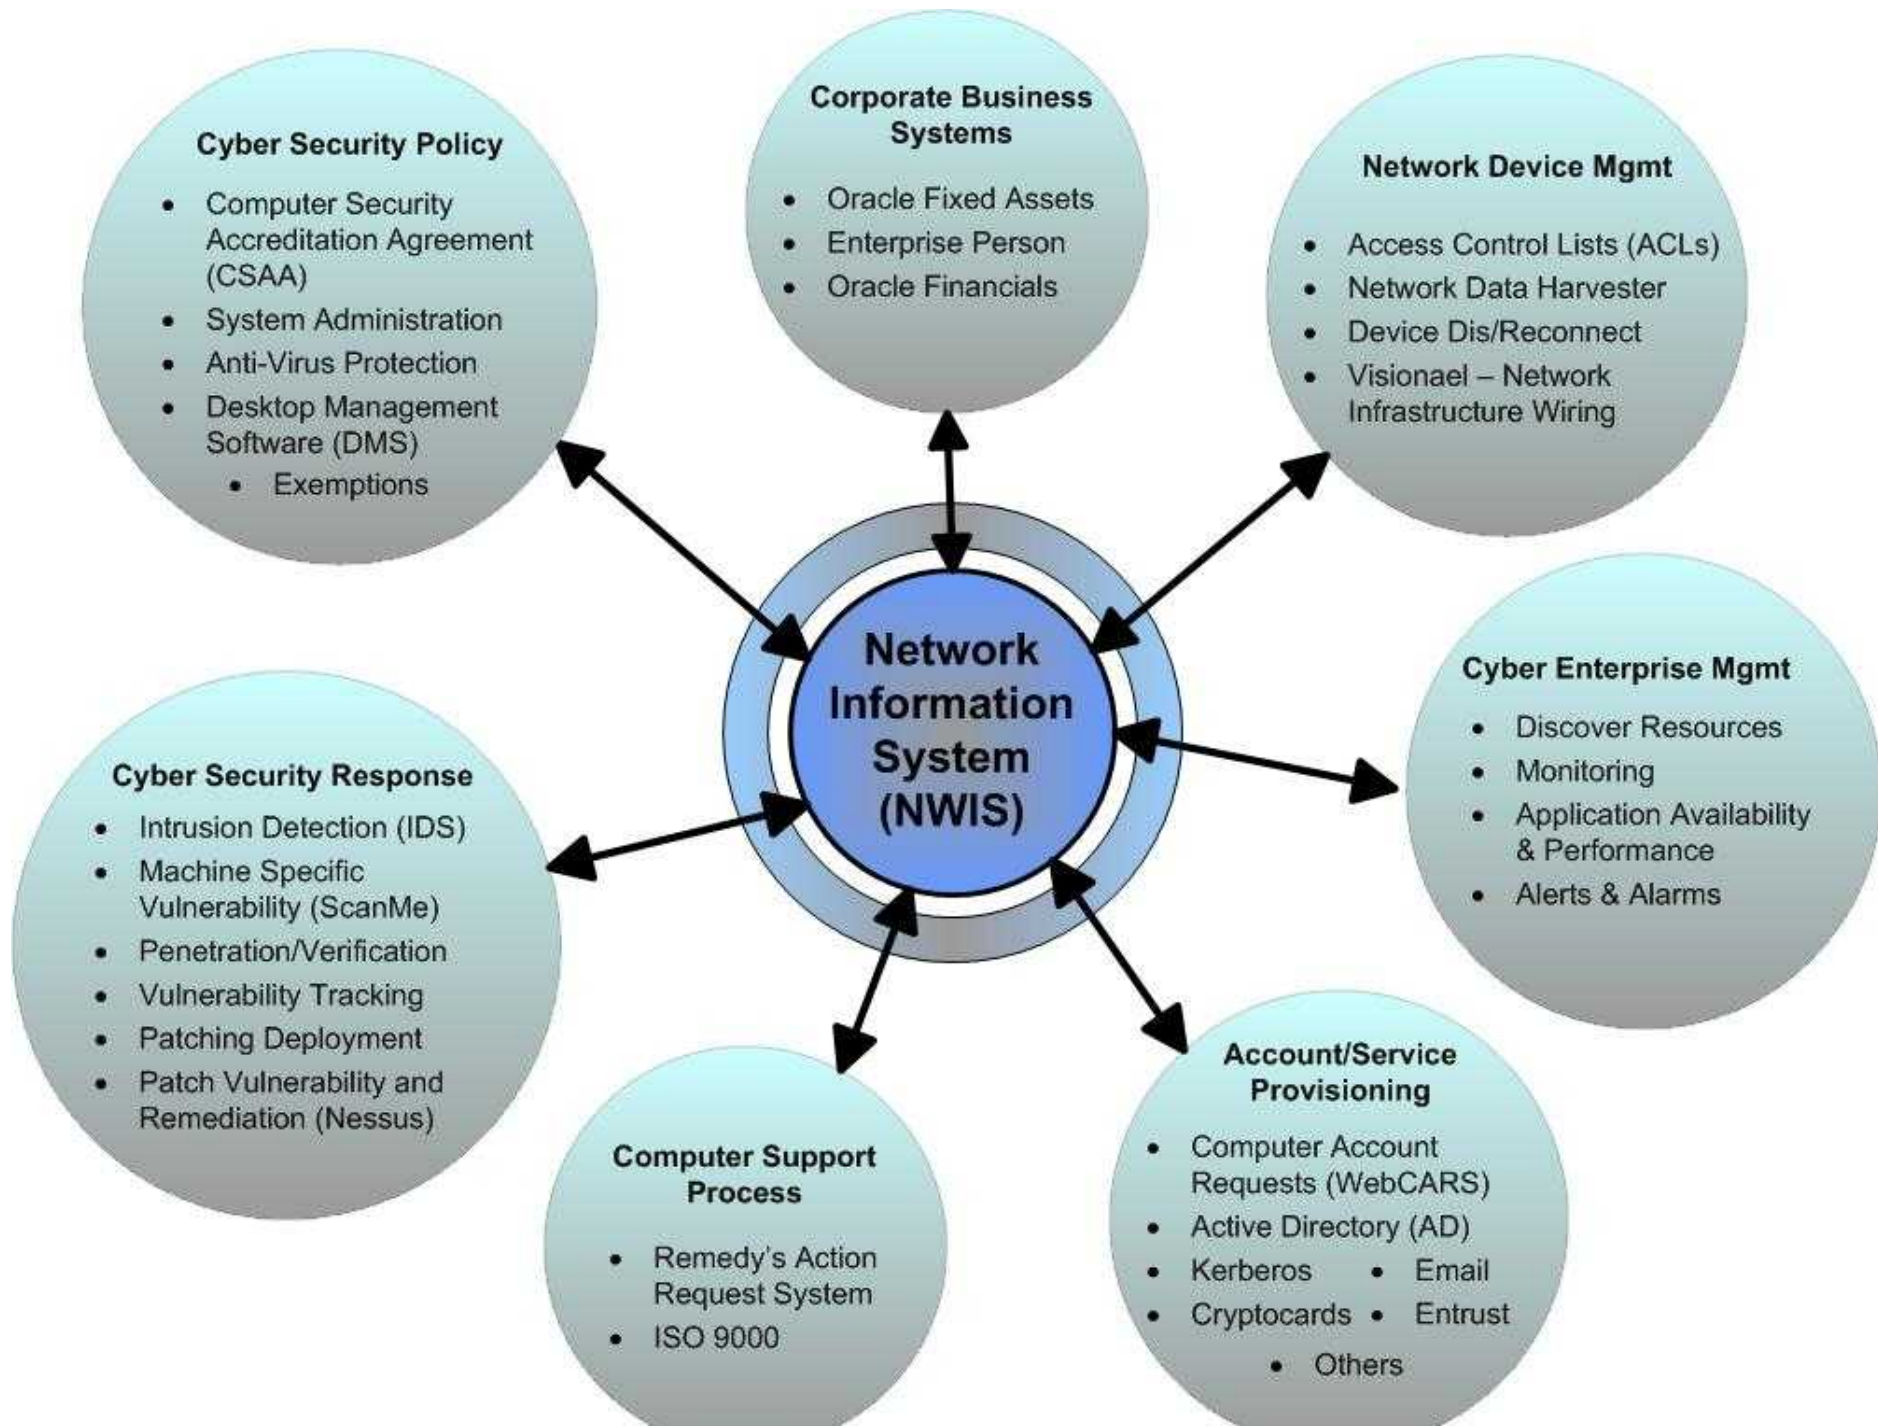 Cyber Security Policy
• Computer Security
Accreditation Agreement
(CSAA)
• System Administration
• Anti-Virus Protection
• Desktop Management
Software (DMS)
• Exemptions
Corporate Business
Systems
• Oracle Fixed Assets
• Enterprise Person
• Oracle Financials
Network Device Mgmt
• Access Control Lists (ACLs)
• Network Data Harvester
• Device Dis/Reconnect
• Visionael – Network
Infrastructure Wiring
Network
Information
System
(NWIS)
Cyber Enterprise Mgmt
• Discover Resources
• Monitoring
• Application Availability
& Performance
• Alerts & Alarms
Cyber Security Response
• Intrusion Detection (IDS)
• Machine Specific
Vulnerability (ScanMe)
• Penetration/Verification
• Vulnerability Tracking
• Patching Deployment
• Patch Vulnerability and
Remediation (Nessus)
Computer Support
Process
• Remedy's Action
Request System
• ISO 9000
Account/Service
Provisioning
• Computer Account
Requests (WebCARS)
• Active Directory (AD)
• Kerberos • Email
• Cryptocards • Entrust
• Others